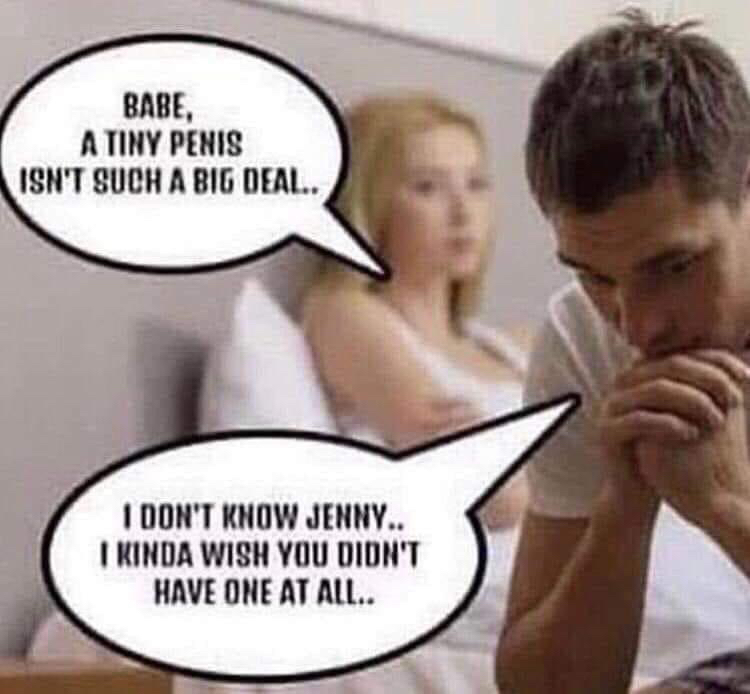 BABE,
A TINY PENIS
ISN'T SUCH A BIG DEAL..
I DON'T KNOW JENNY..
I KINDA WISH YOU DIDN'T
HAVE ONE AT ALL..